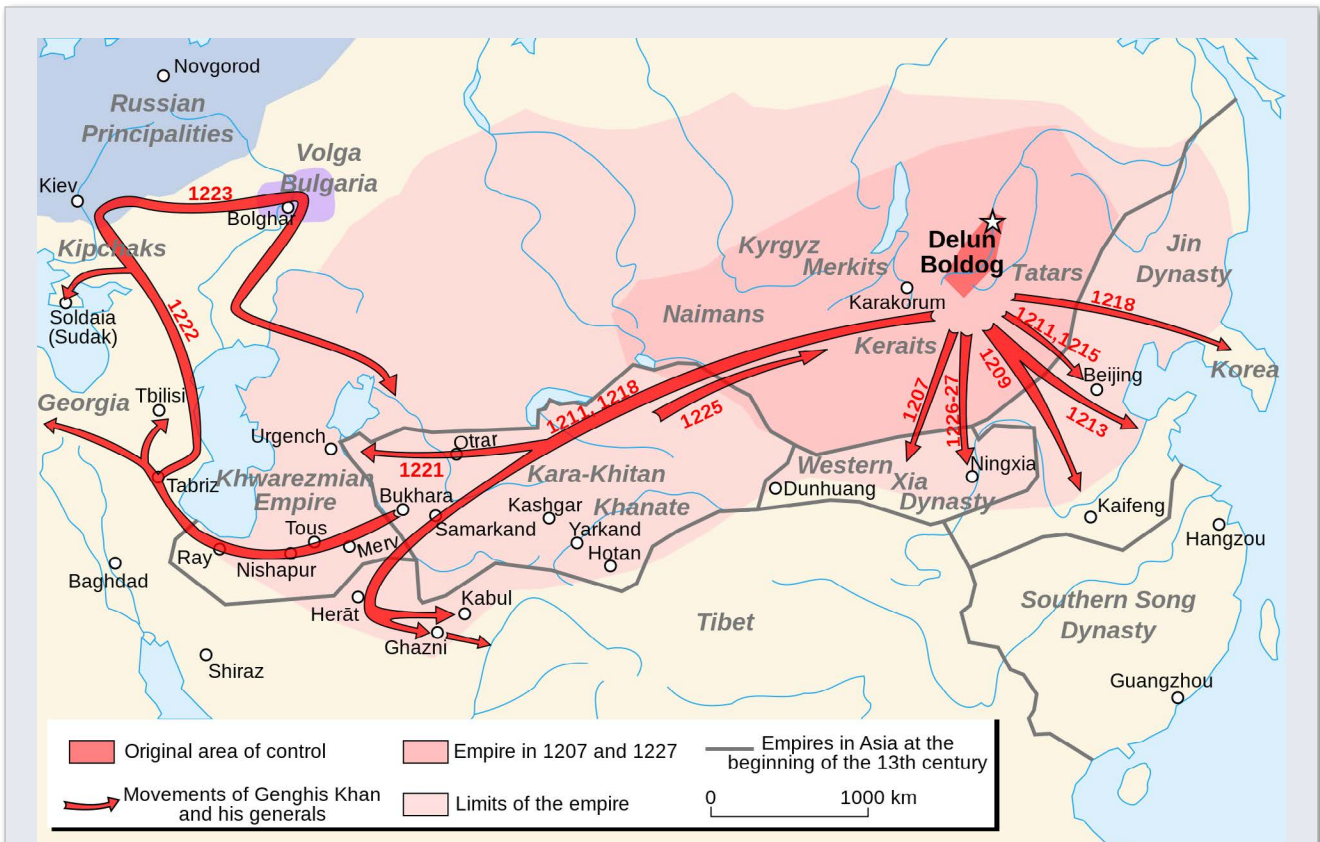 Novgorod
Russian
Principalities
Volga
Bulgaria
Kiev
1223
Bolghar
Kipchaks
Soldaia
(Sudak)
1222
Georgia
Tbilisi
Tabriz
Urgench
Khwarezmian
Empire
1221
Otrar
Bukhara
Samarkand
Tous
Merv
Ray
Nishapur
Baghdad
Herāt
Kabul
Ghazni
Shiraz
1211, 1218
1225
Kara-Khitan
Khanate
Kashgar
Yarkand
Hotan
Kyrgyz
Merkits
Naimans
Keraits
Karakorum
Delun
Boldog
Tatars
Jin
Dynasty
1218
1211,1215
Korea
Beijing
1207
1226-27
1209
1213
Western
Xia
Dynasty
Ningxia
Dunhuang
Kaifeng
Hangzou
Tibet
Southern Song
Dynasty
Guangzhou
Original area of control
Movements of Genghis Khan
and his generals
Empire in 1207 and 1227
Limits of the empire
Empires in Asia at the
beginning of the 13th century
0 1000 km